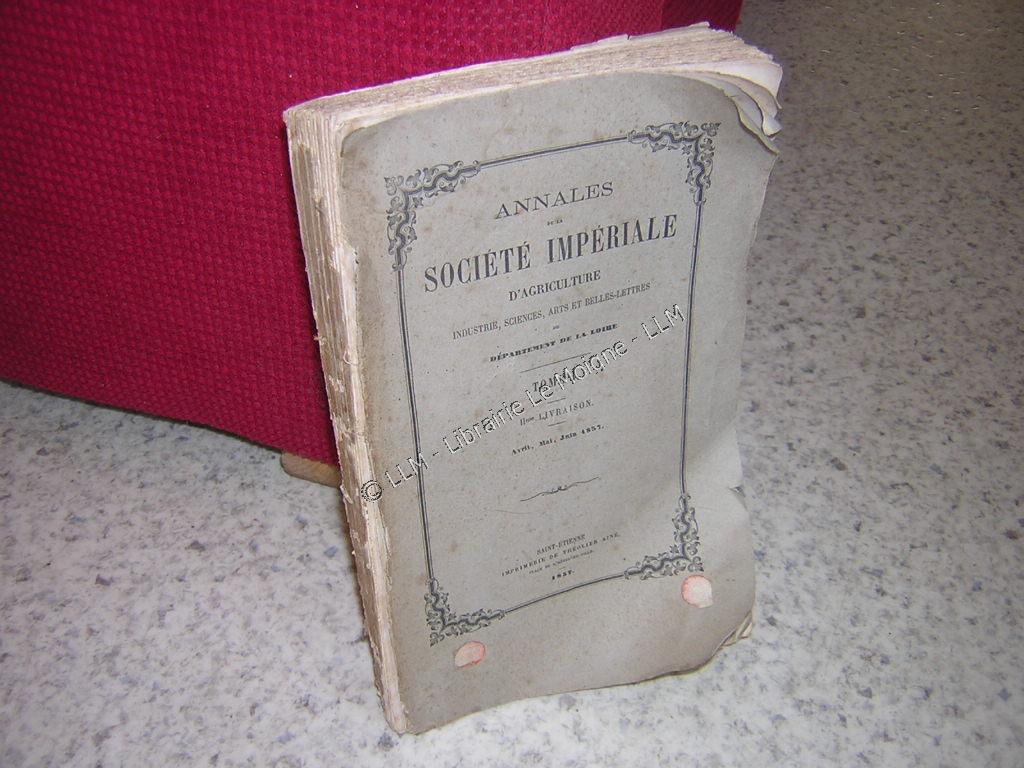 ANNALES
DE LA
SOCIÉTÉ IMPÉRIALE
D'AGRICULTURE
INDUSTRIE, SCIENCES, ARTS ET BELLES-LETTRES
DU
DÉPARTEMENT DE LA LOIRE
TOME
IIme LIVRAISON.
Avril, Mai, Juin 1857.
SAINT-ÉTIENNE
IMPRIMERIE DE THÉOLIER AINÉ,
1857.
© LLM - Librairie Le Moigne - LLM